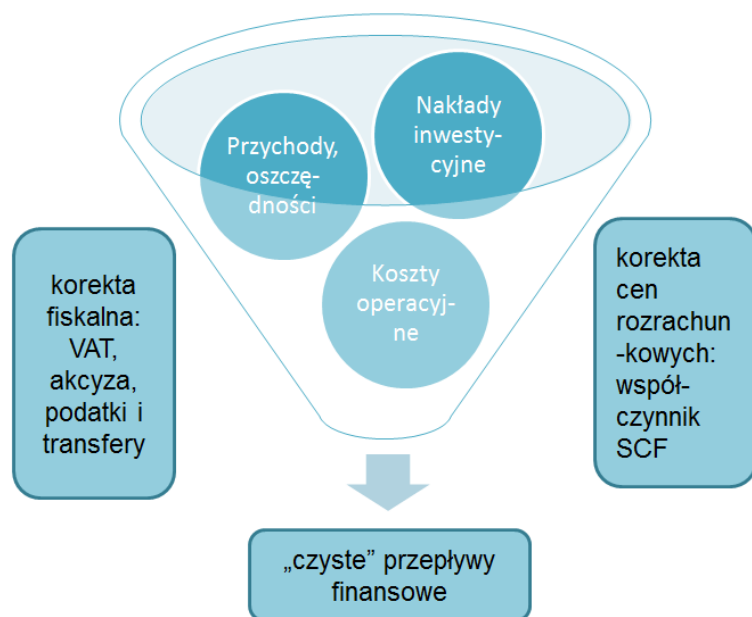 Nakłady
inwesty-
cyjne
Przychody,
oszczę-
dności
Koszty
operacyj-
ne
korekta
fiskalna:
VAT,
akcyza,
podatki i
transfery
korekta
cen
rozrachun
-kowych:
współ-
czynnik
SCF
„czyste” przepływy
finansowe